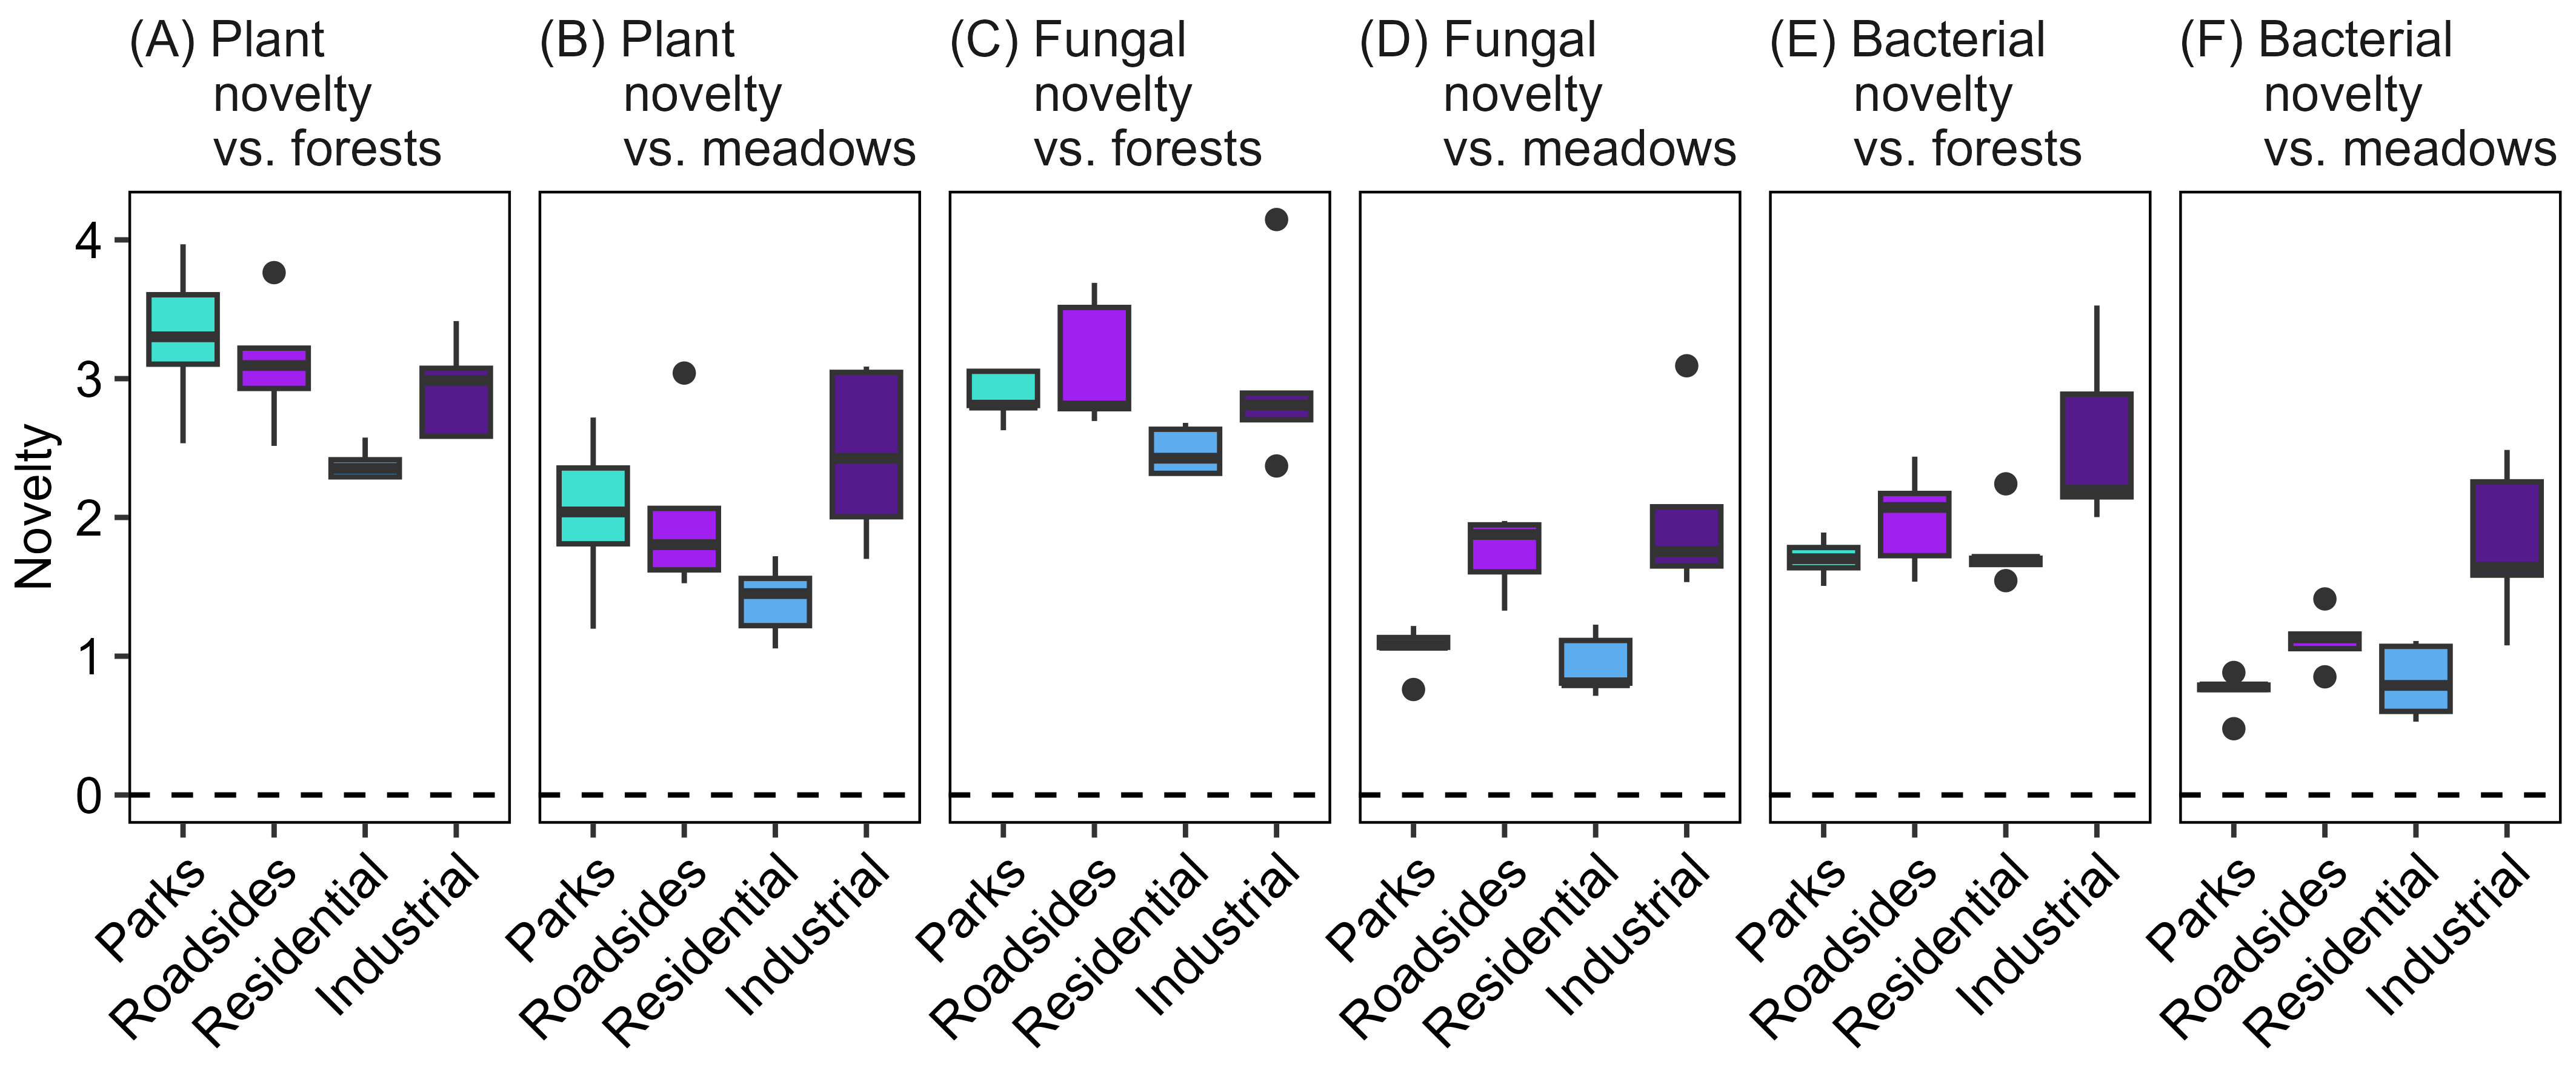 (A) Plant
novelty
vs. forests
(B) Plant
novelty
vs. meadows
(C) Fungal
novelty
vs. forests
(D) Fungal
novelty
vs. meadows
(E) Bacterial
novelty
vs. forests
(F) Bacterial
novelty
vs. meadows
Novelty
4
3
2
1
0
Parks
Roadsides
Residential
Industrial
Parks
Roadsides
Residential
Industrial
Parks
Roadsides
Residential
Industrial
Parks
Roadsides
Residential
Industrial
Parks
Roadsides
Residential
Industrial
Parks
Roadsides
Residential
Industrial